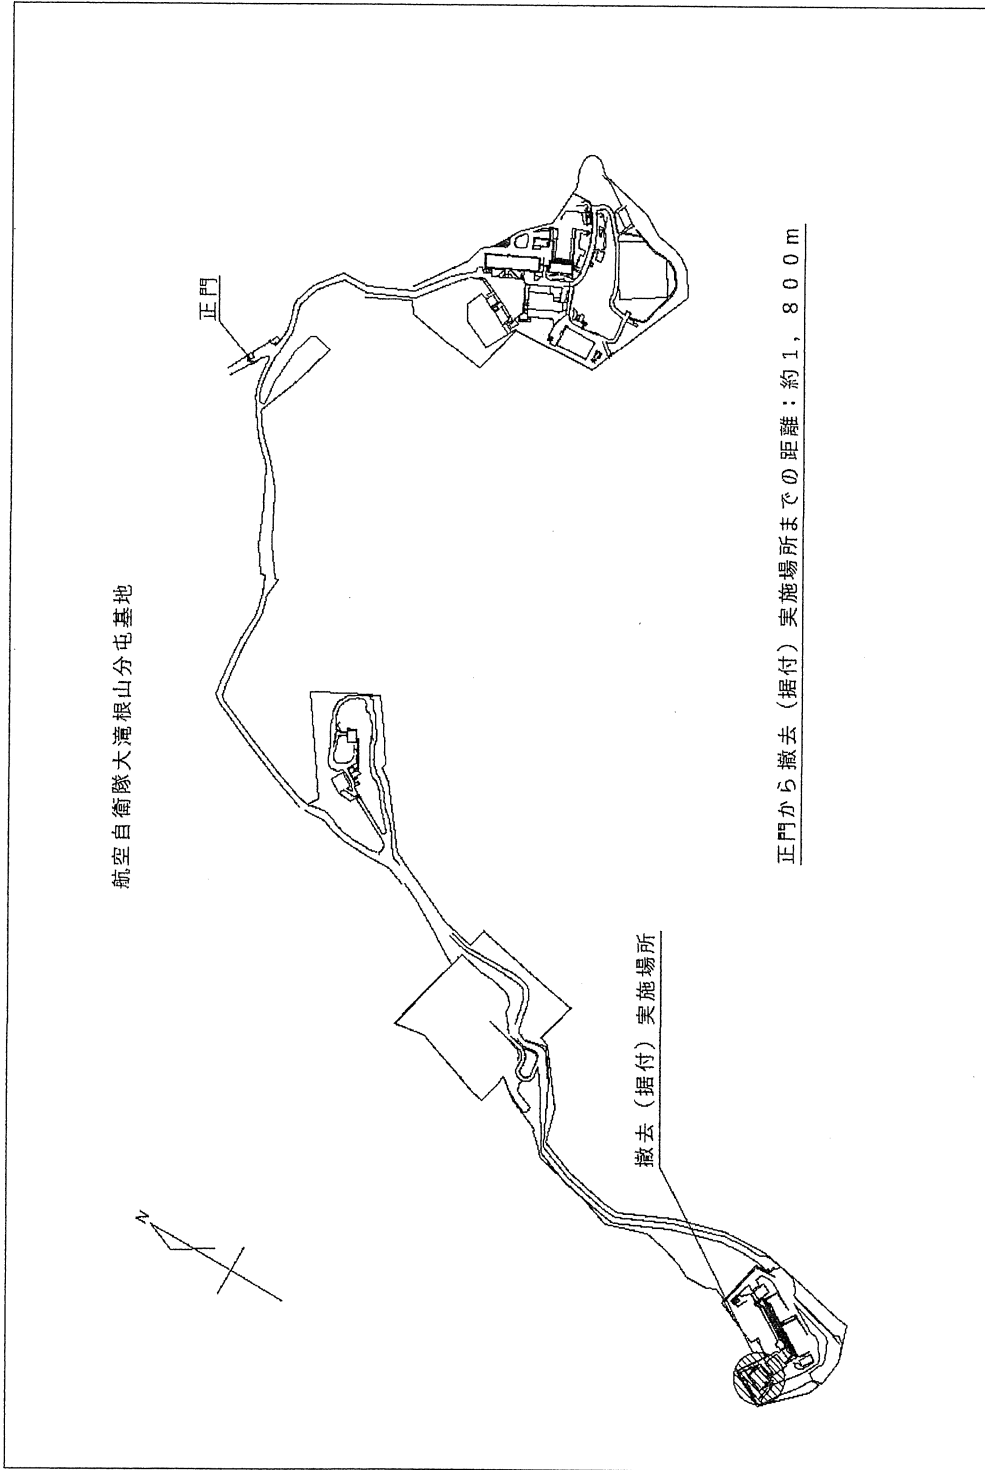 航空自衛隊大滝根山分屯基地
正門
N
撤去（据付）実施場所
正門から撤去（据付）実施場所までの距離：約１，８００ｍ